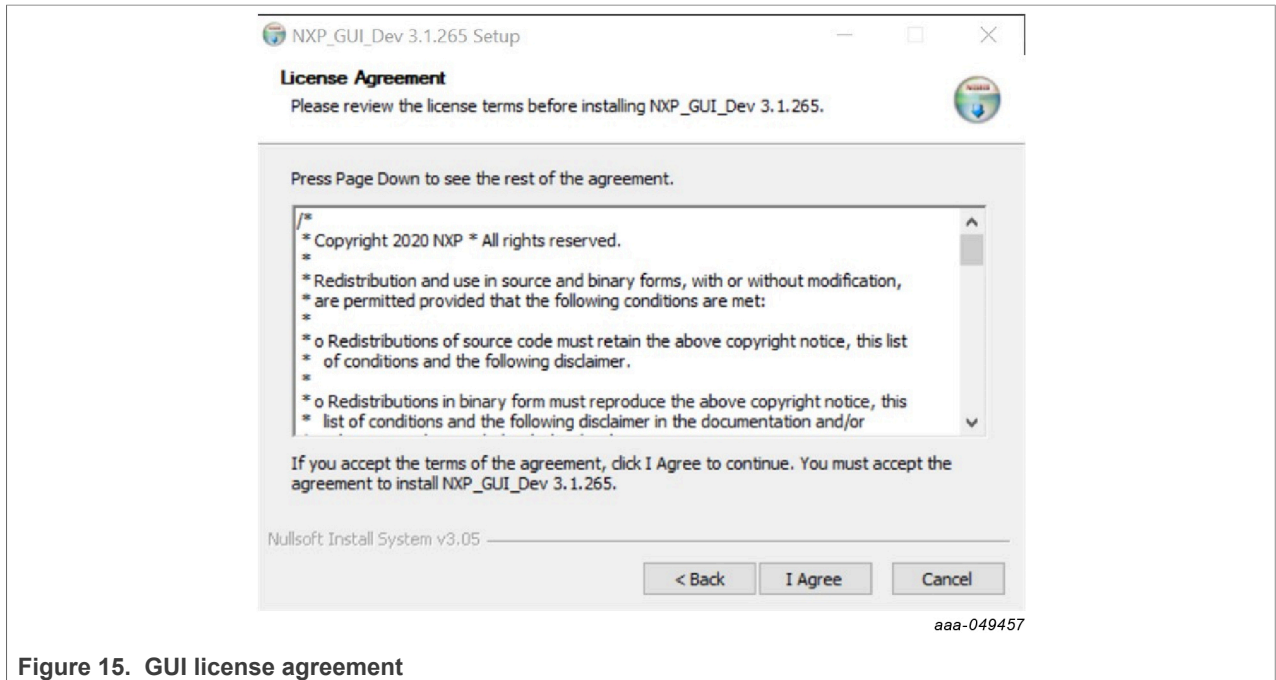 NXP_GUI_Dev 3.1.265 Setup
License Agreement
Please review the license terms before installing NXP_GUI_Dev 3.1.265.
Press Page Down to see the rest of the agreement.
/*
* Copyright 2020 NXP * All rights reserved.
*
* Redistribution and use in source and binary forms, with or without modification,
* are permitted provided that the following conditions are met:
*
* o Redistributions of source code must retain the above copyright notice, this list
* of conditions and the following disclaimer.
*
* o Redistributions in binary form must reproduce the above copyright notice, this
* list of conditions and the following disclaimer in the documentation and/or
If you accept the terms of the agreement, click I Agree to continue. You must accept the
agreement to install NXP_GUI_Dev 3.1.265.
Nullsoft Install System v3.05
< Back I Agree Cancel
aaa-049457
Figure 15. GUI license agreement